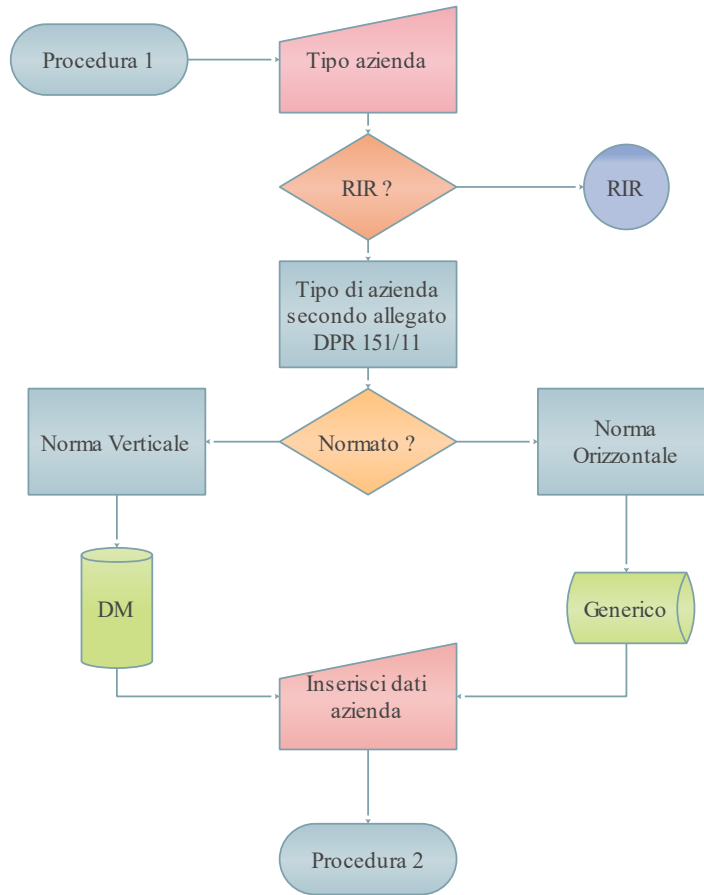 Procedura 1
Tipo azienda
RIR ?
RIR
Tipo di azienda
secondo allegato
DPR 151/11
Norma Verticale
Normato ?
Norma
Orizzontale
DM
Generico
Inserisci dati
azienda
Procedura 2